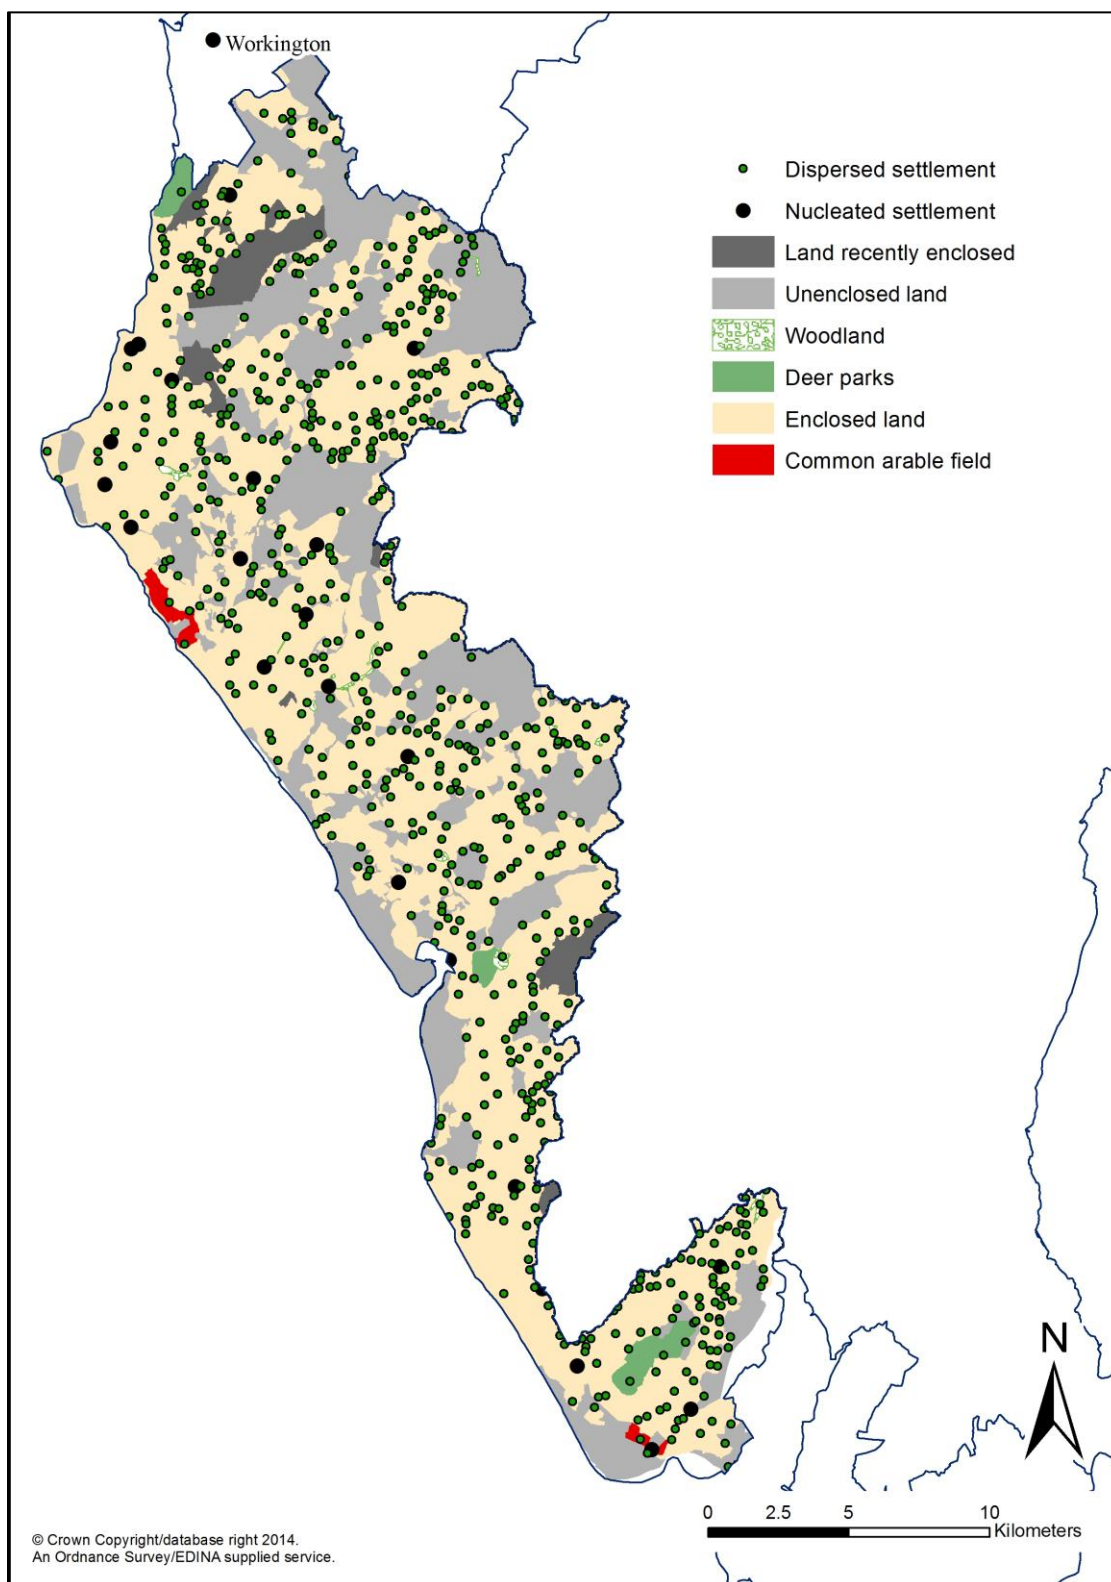 Workington
Dispersed settlement
Nucleated settlement
Land recently enclosed
Unenclosed land
Woodland
Deer parks
Enclosed land
Common arable field
N
0 2.5 5 10
Kilometers
© Crown Copyright/database right 2014.
An Ordnance Survey/EDINA supplied service.